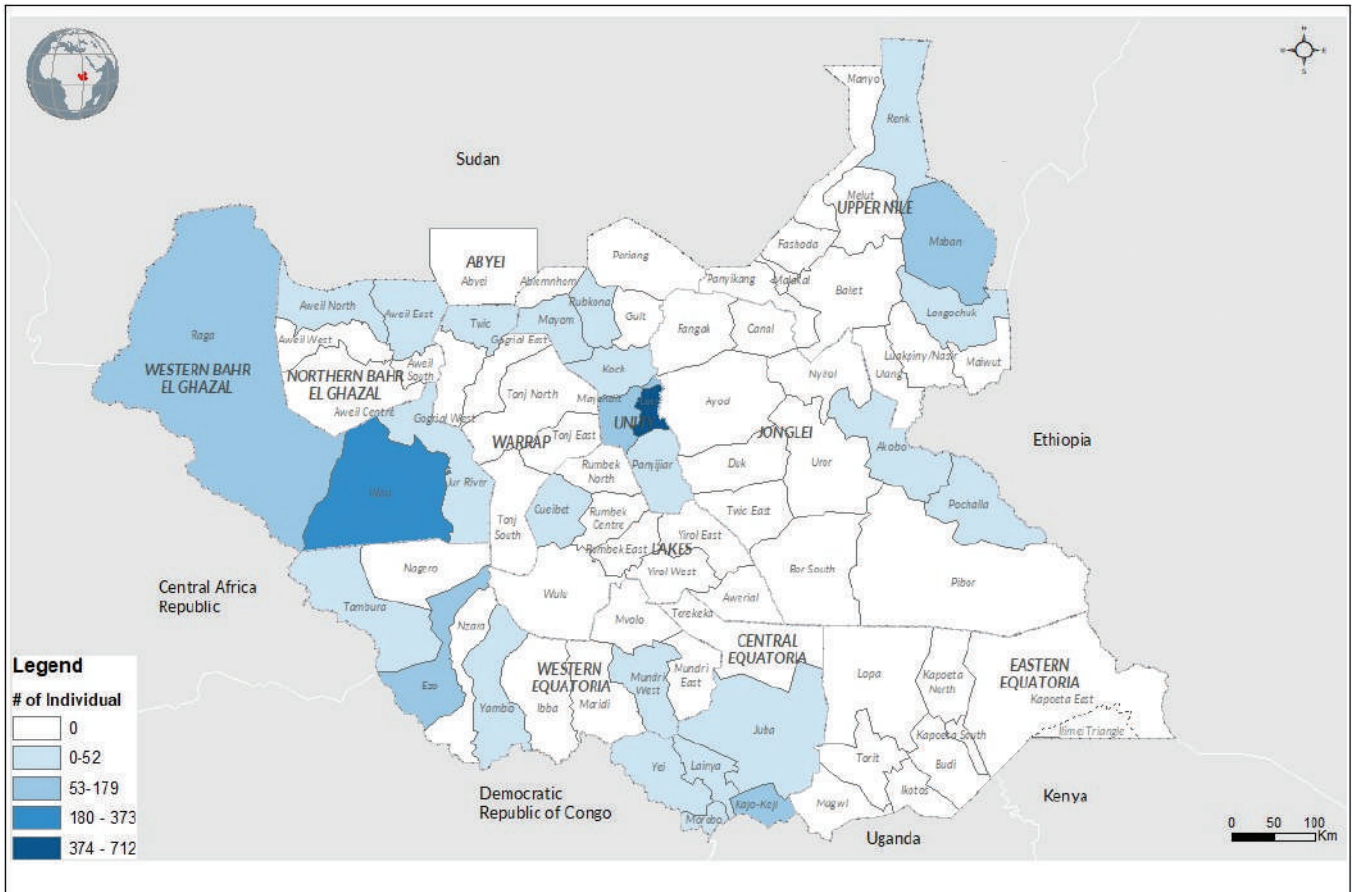 N
S
Manyo
Renk
Sudan
Melut
UPPER NILE
Maban
Fashoda
ABYEI
Abyei
Abiemnhom
Pariang
Panyikang
Malakal
Baliet
Longochuk
Aweil North
Aweil East
Twic
Mayom
Rubkona
Guit
Fangak
Canal
Raga
Aweil West
Gogrial East
Luakpiny/Nasir
Maiwut
WESTERN BAHR
EL GHAZAL
NORTHERN BAHR
EL GHAZAL
Aweil
South
Koch
Nyirol
Ulang
Tonj North
Mayendit
Ayod
Aweil Centre
Gogrial West
UNITY
JONGLEI
WARRAP
Tonj East
Ethiopia
Akobo
Rumbek
North
Panyijiar
Duk
Uror
Wau
Jur River
Pochalla
Cueibet
Rumbek
Centre
Twic East
Tonj
South
Yirol East
Rumbek East
LAKES
Yirol West
Bor South
Pibor
Nagero
Central Africa
Republic
Wulu
Awerial
Tambura
Mvolo
Terekeka
Nzara
CENTRAL
EQUATORIA
Legend
WESTERN
EQUATORIA
Mundri
West
Mundri
East
Lopa
Kapoeta
North
EASTERN
EQUATORIA
Kapoeta East
Ezo
# of Individual
Yambio
Ibba
Maridi
0
Juba
Kapoeta South
Ilimei Triangle
0-52
Yei
Lainya
Torit
Budi
53-179
Democratic
Republic of Congo
Kajo-Keji
Magwi
Ikotos
Kenya
Morobo
180 - 373
Uganda
0 50 100
Km
374 - 712